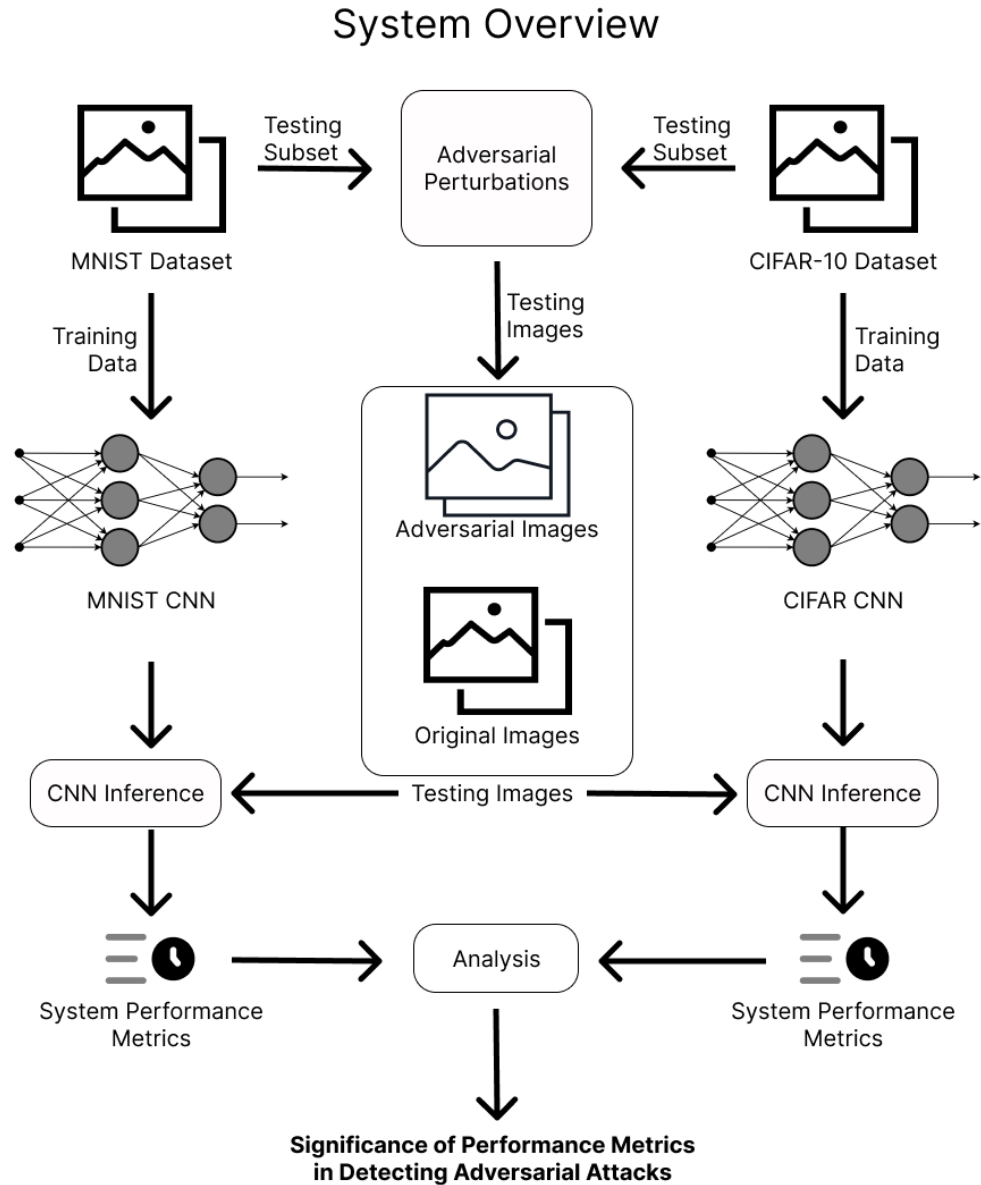 System Overview
Testing
Subset
Adversarial
Perturbations
Testing
Subset
MNIST Dataset
CIFAR-10 Dataset
Training
Data
Testing
Images
Training
Data
Adversarial Images
MNIST CNN
CIFAR CNN
Original Images
CNN Inference
Testing Images
CNN Inference
System Performance
Metrics
Analysis
System Performance
Metrics
Significance of Performance Metrics
in Detecting Adversarial Attacks